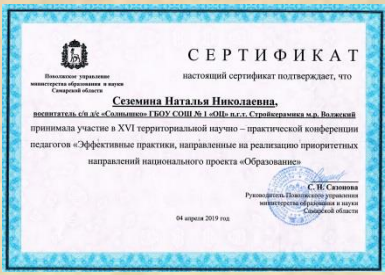 СЕРТИФИКАТ
Поволжское управление
министерства образования и науки
Самарской области
настоящий сертификат подтверждает, что
Сеземина Наталья Николаевна,
воспитатель с/п д/с «Солнышко» ГБОУ СОШ № 1 «ОЦ» п.г.т. Стройкерамика м.р. Волжский
принимала участие в XVI территориальной научно – практической конференции
педагогов «Эффективные практики, направленные на реализацию приоритетных
направлений национального проекта «Образование»
С. Н. Сазонова
Руководитель Поволжского управления
министерства образования и науки
Самарской области
04 апреля 2019 год